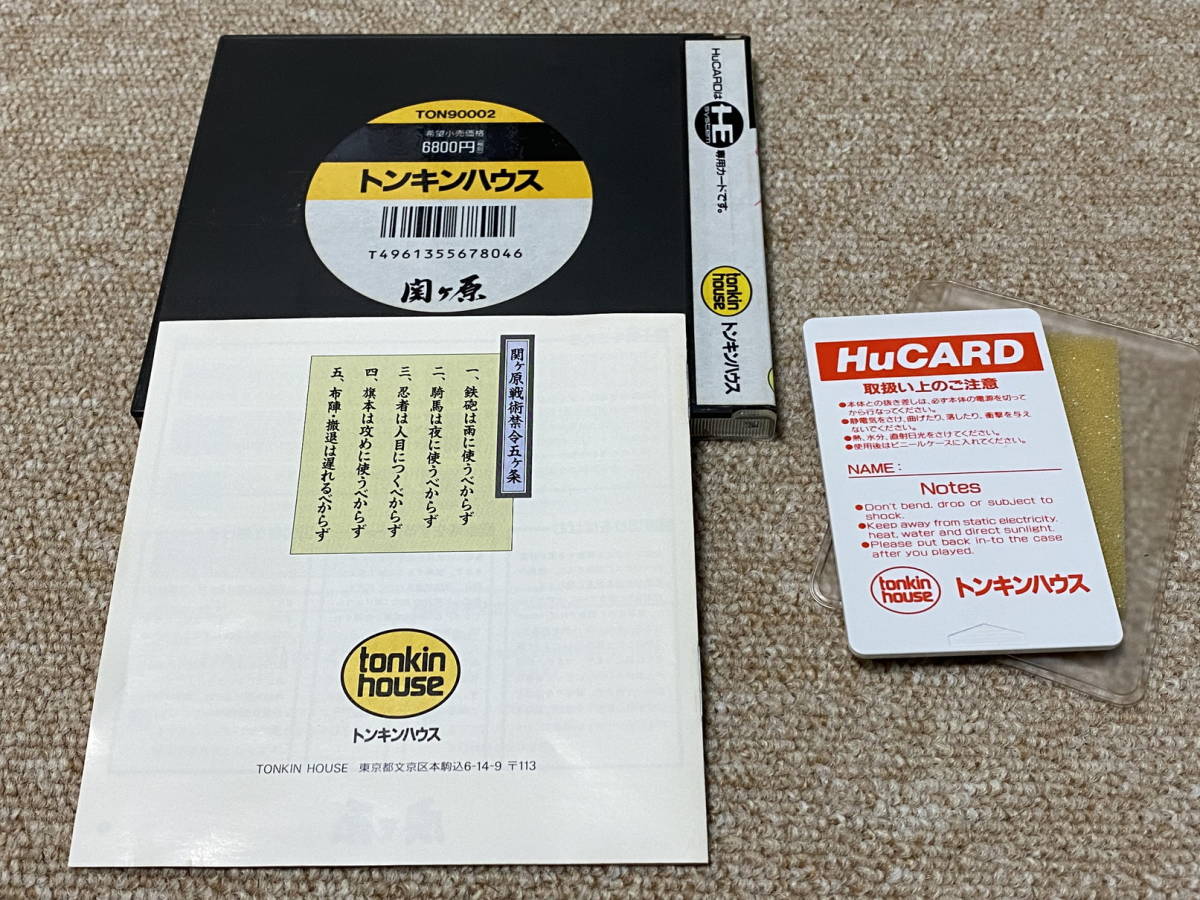 TON90002
希望小売価格
6800円
トンキンハウス
T4961355678046
関ヶ原
HuCARDは
HE
SYSTEM
専用カードです。
tonkin
house
トンキンハウス
関ヶ原戦術禁令五ヶ条
一、鉄砲は雨に使うべからず
二、騎馬は夜に使うべからず
三、忍者は人目につくべからず
四、旗本は攻めに使うべからず
五、布陣・撤退は遅れるべからず
tonkin
house
トンキンハウス
TONKIN HOUSE 東京都文京区本駒込6-14-9 〒113
HuCARD
取扱い上のご注意
●本体との抜き差しは、必ず本体の電源を切って
から行なってください。
●静電気をさけ、曲げたり、落したり、衝撃を与え
ないでください。
●熱、水分、直射日光をさけてください。
●使用後はビニールケースに入れてください。
NAME:
Notes
●Don't bend, drop or subject to
shock.
●Keep away from static electricity,
heat, water and direct sunlight.
●Please put back in-to the case
after you played.
tonkin
house
トンキンハウス